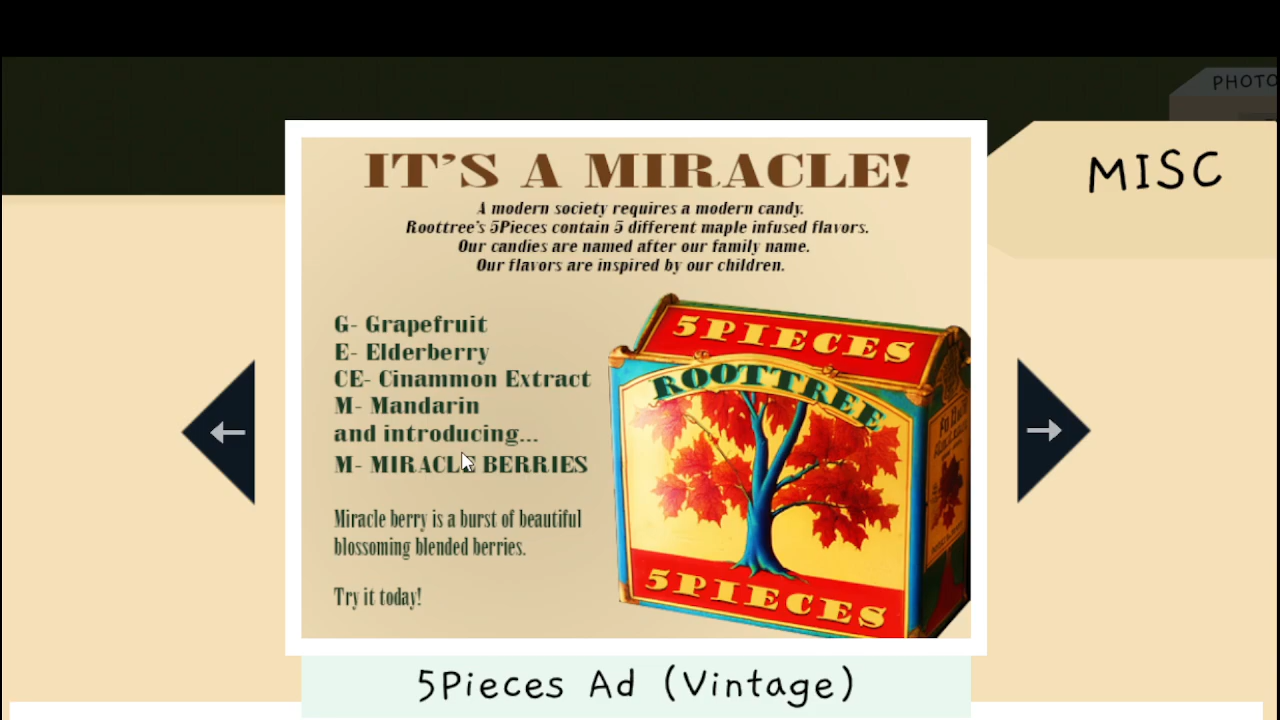 PHOTO
MISC
IT'S A MIRACLE!
A modern society requires a modern candy.
Roottree's 5Pieces contain 5 different maple infused flavors.
Our candies are named after our family name.
Our flavors are inspired by our children.
G- Grapefruit
E- Elderberry
CE- Cinammon Extract
M- Mandarin
and introducing...
M- MIRACLE BERRIES
Miracle berry is a burst of beautiful
blossoming blended berries.
Try it today!
5PIECES
ROOTTREE
5PIECES
5Pieces Ad (Vintage)